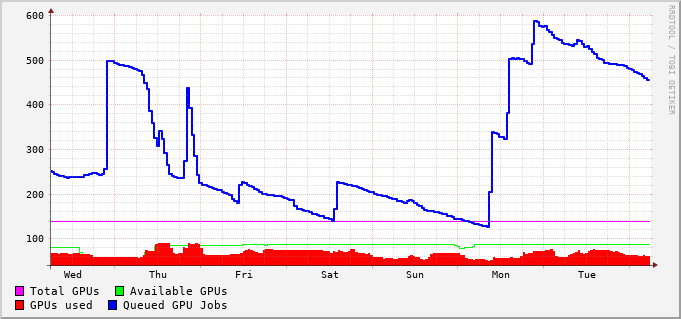 600
500
400
300
200
100
Wed Thu Fri Sat Sun Mon Tue
Total GPUs Available GPUs
GPUs used Queued GPU Jobs
RRDTOOL / TOBI OETIKER